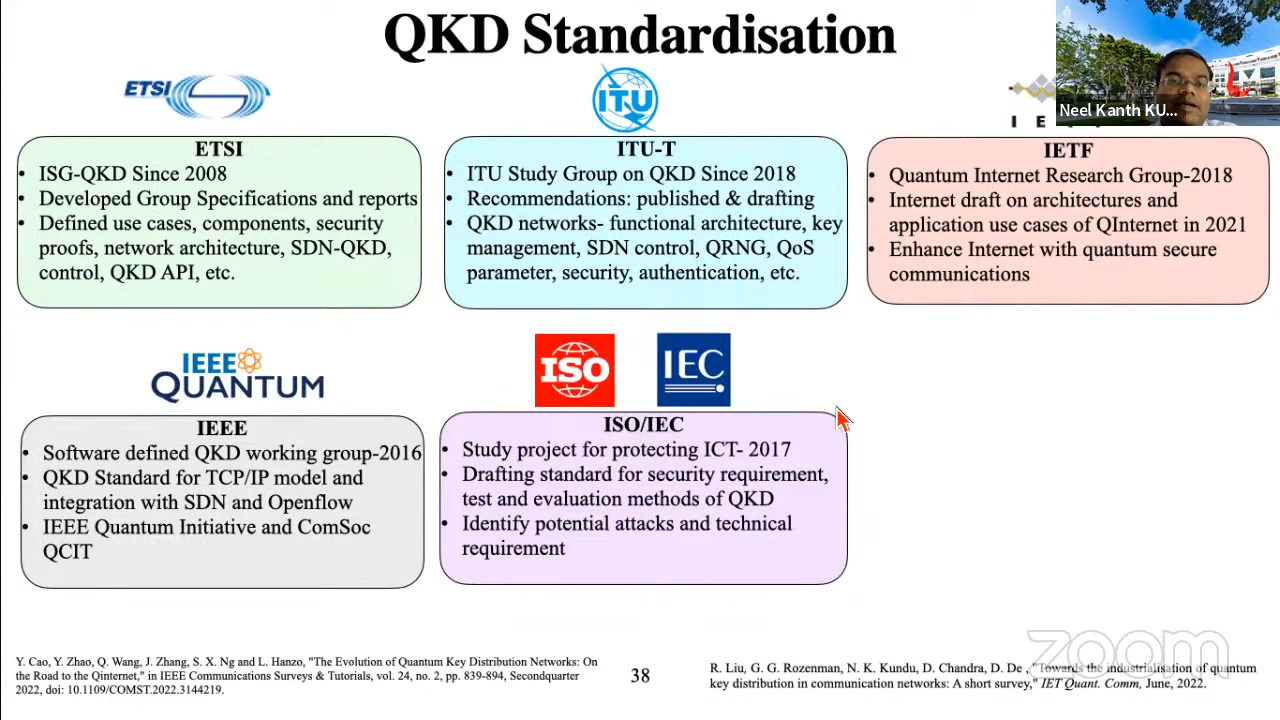 QKD Standardisation
ETSI
ITU
I E
Neel Kanth KU...
ETSI
• ISG-QKD Since 2008
• Developed Group Specifications and reports
• Defined use cases, components, security
proofs, network architecture, SDN-QKD,
control, QKD API, etc.
ITU-T
• ITU Study Group on QKD Since 2018
• Recommendations: published & drafting
• QKD networks- functional architecture, key
management, SDN control, QRNG, QoS
parameter, security, authentication, etc.
IETF
• Quantum Internet Research Group-2018
• Internet draft on architectures and
application use cases of QInternet in 2021
• Enhance Internet with quantum secure
communications
IEEE
QUANTUM
ISO
IEC
IEEE
• Software defined QKD working group-2016
• QKD Standard for TCP/IP model and
integration with SDN and Openflow
• IEEE Quantum Initiative and ComSoc
QCIT
ISO/IEC
• Study project for protecting ICT- 2017
• Drafting standard for security requirement,
test and evaluation methods of QKD
• Identify potential attacks and technical
requirement
Y. Cao, Y. Zhao, Q. Wang, J. Zhang, S. X. Ng and L. Hanzo, "The Evolution of Quantum Key Distribution Networks: On
the Road to the Qinternet," in IEEE Communications Surveys & Tutorials, vol. 24, no. 2, pp. 839-894, Secondquarter
2022, doi: 10.1109/COMST.2022.3144219.
38
R. Liu, G. G. Rozenman, N. K. Kundu, D. Chandra, D. De , "Towards the industrialisation of quantum
key distribution in communication networks: A short survey," IET Quant. Comm, June, 2022.
zoom